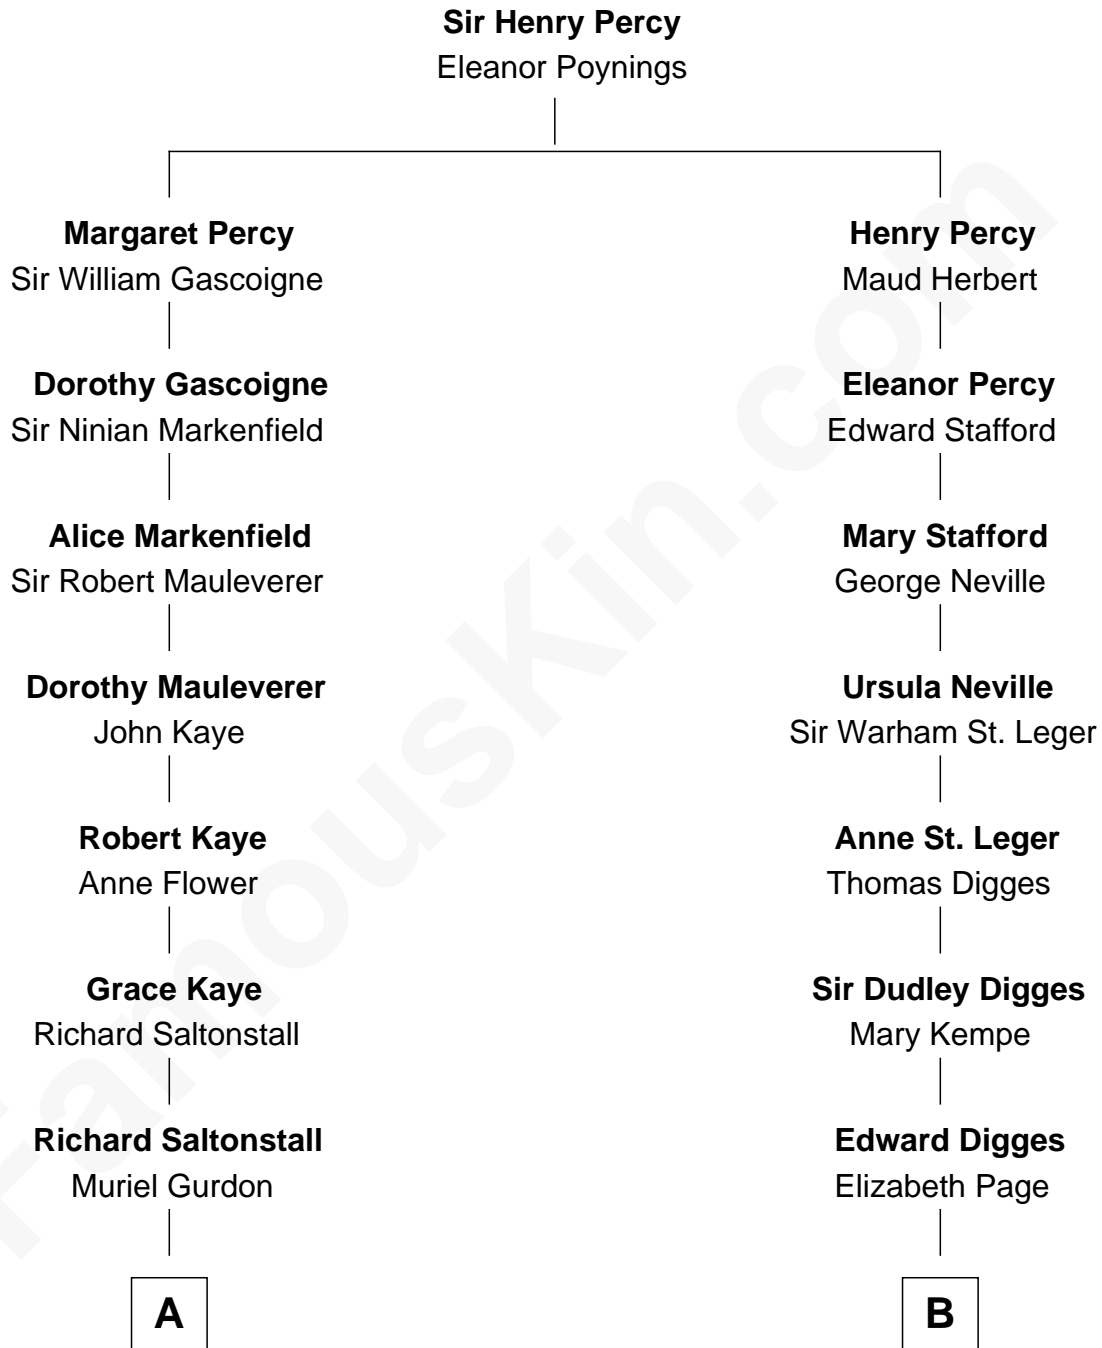 Sir Henry Percy
Eleanor Poynings
Margaret Percy
Sir William Gascoigne
Henry Percy
Maud Herbert
Dorothy Gascoigne
Sir Ninian Markenfield
Eleanor Percy
Edward Stafford
Alice Markenfield
Sir Robert Mauleverer
Mary Stafford
George Neville
Dorothy Mauleverer
John Kaye
Ursula Neville
Sir Warham St. Leger
Robert Kaye
Anne Flower
Anne St. Leger
Thomas Digges
Grace Kaye
Richard Saltonstall
Sir Dudley Digges
Mary Kempe
Richard Saltonstall
Muriel Gurdon
Edward Digges
Elizabeth Page
A
B
FamousKin.com